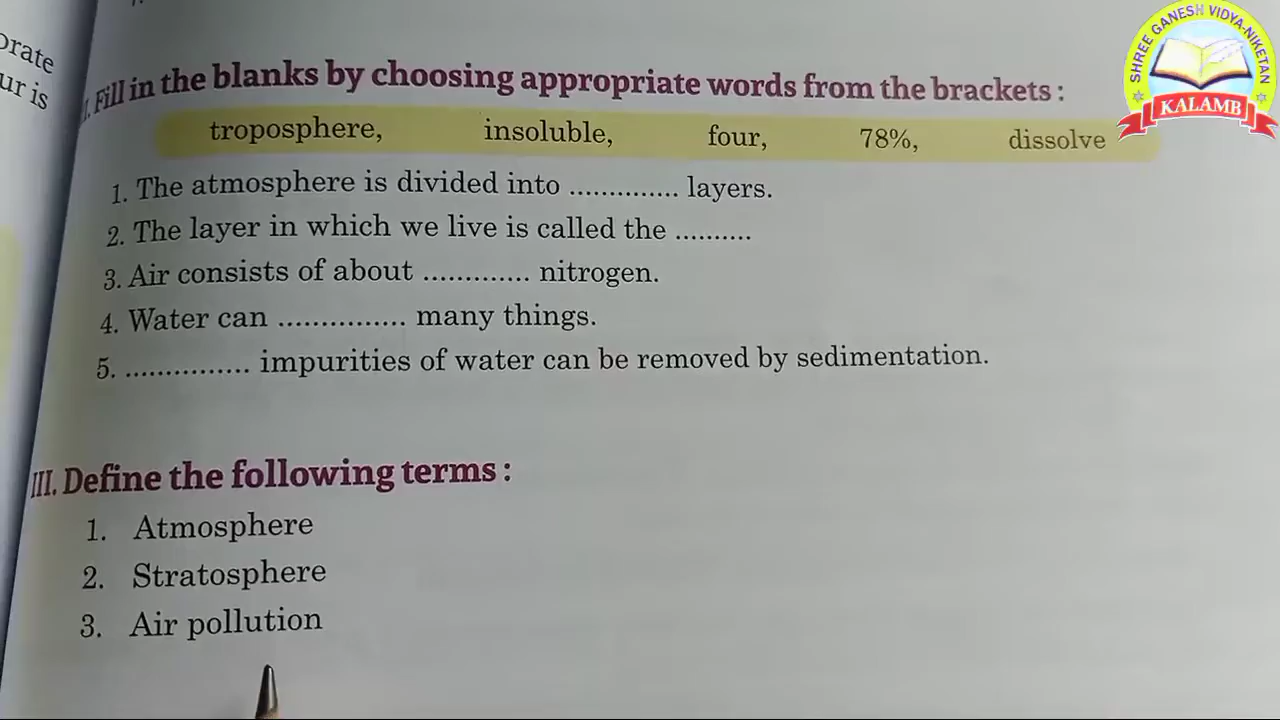 orate
ur is
I. Fill in the blanks by choosing appropriate words from the brackets :
troposphere, insoluble, four, 78%, dissolve
1. The atmosphere is divided into .............. layers.
2. The layer in which we live is called the ..........
3. Air consists of about ............. nitrogen.
4. Water can ............... many things.
5. ............... impurities of water can be removed by sedimentation.
III. Define the following terms :
1. Atmosphere
2. Stratosphere
3. Air pollution
SHREE GANESH VIDYA-NIKETAN
KALAMB